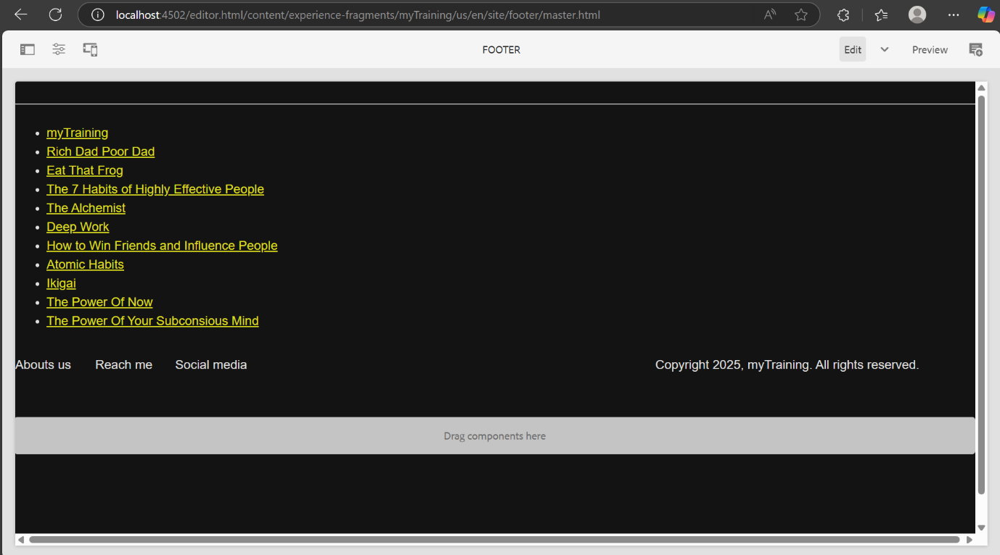 localhost:4502/editor.html/content/experience-fragments/myTraining/us/en/site/footer/master.html
FOOTER
Edit
Preview
myTraining
Rich Dad Poor Dad
Eat That Frog
The 7 Habits of Highly Effective People
The Alchemist
Deep Work
How to Win Friends and Influence People
Atomic Habits
Ikigai
The Power Of Now
The Power Of Your Subconsious Mind
Abouts us Reach me Social media Copyright 2025, myTraining. All rights reserved.
Drag components here